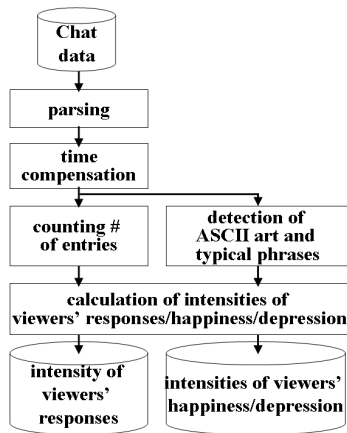 Chat
data
parsing
time
compensation
counting #
of entries
detection of
ASCII art and
typical phrases
calculation of intensities of
viewers' responses/happiness/depression
intensity of
viewers'
responses
intensities of viewers'
happiness/depression